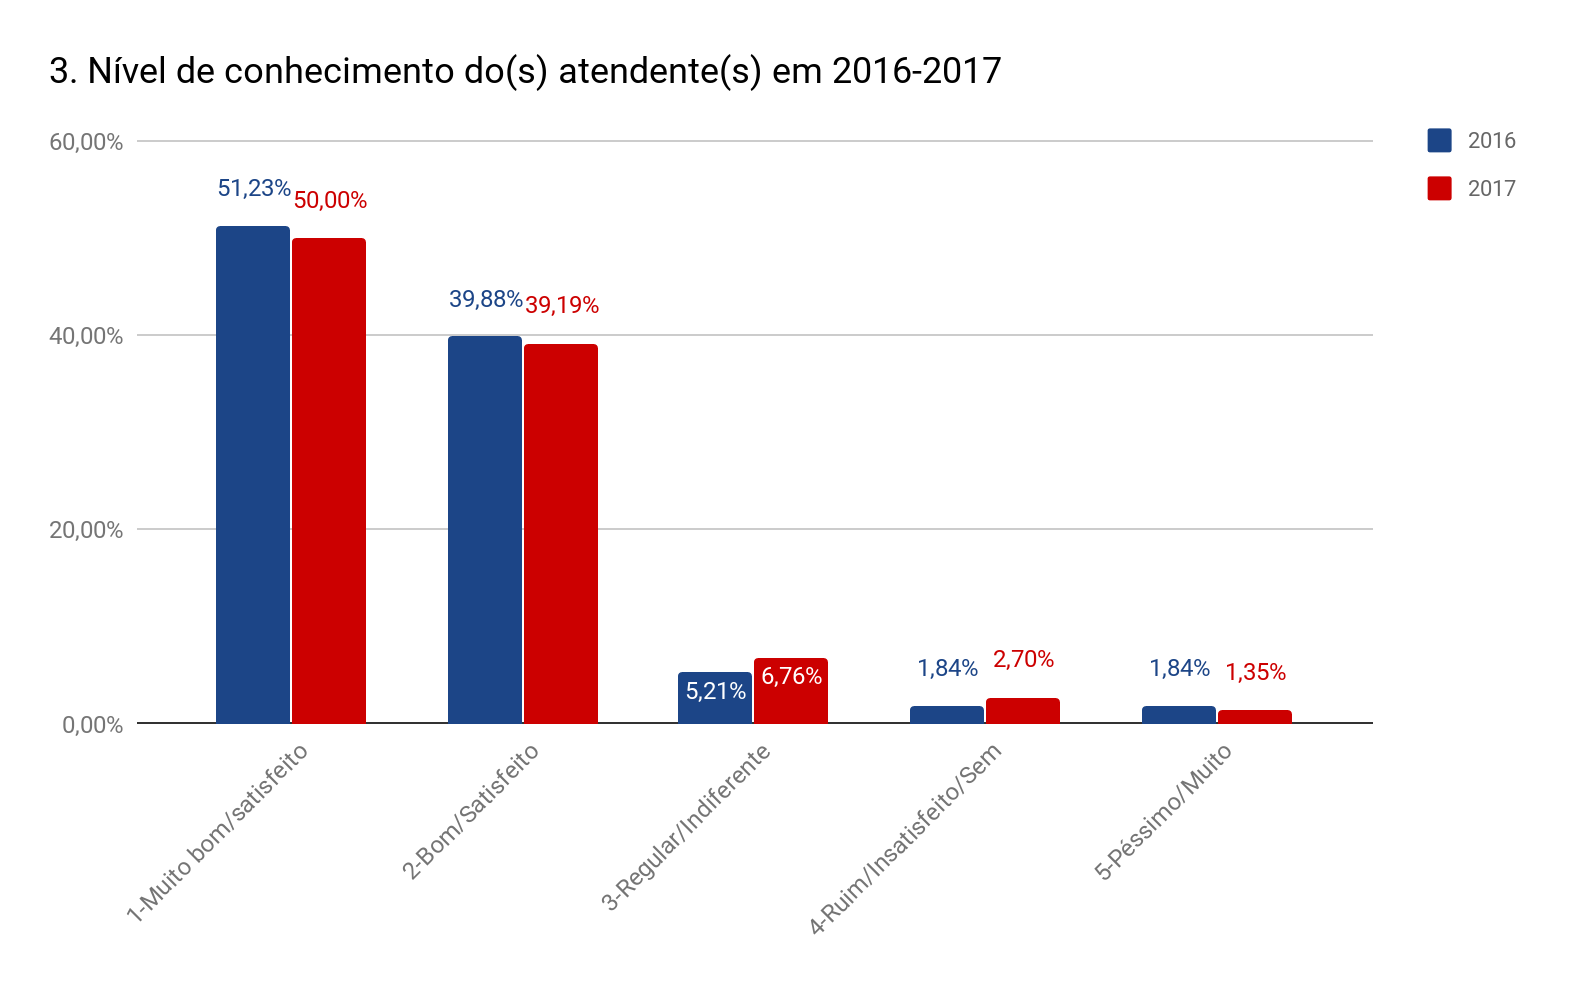 3. Nível de conhecimento do(s) atendente(s) em 2016-2017
60,00%
40,00%
20,00%
0,00%
2016
2017
51,23%
50,00%
39,88%
39,19%
5,21%
6,76%
1,84%
2,70%
1,84%
1,35%
1-Muito bom/satisfeito
2-Bom/Satisfeito
3-Regular/Indiferente
4-Ruim/Insatisfeito/Sem
5-Péssimo/Muito